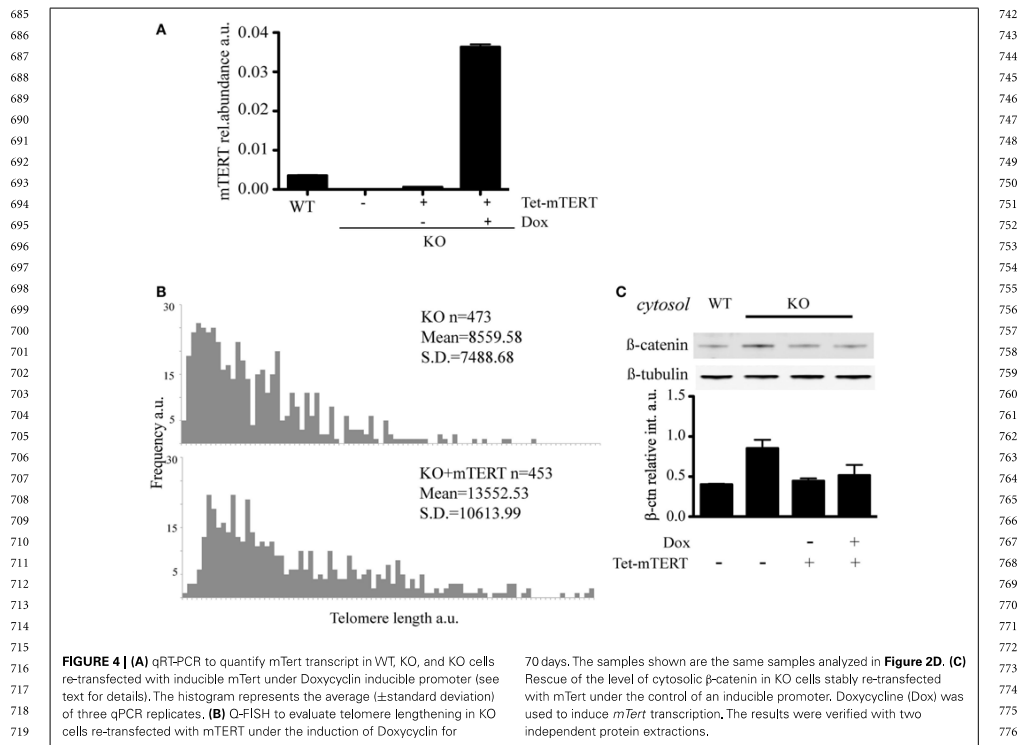 685
686
687
688
689
690
691
692
693
694
695
696
697
698
699
700
701
702
703
704
705
706
707
708
709
710
711
712
713
714
715
716
717
718
719
A
mTERT rel.abundance a.u.
0.04
0.03
0.02
0.01
0.00
WT - + + Tet-mTERT
- + Dox
KO
B
Frequency a.u.
30
15
5
KO n=473
Mean=8559.58
S.D.=7488.68
30
15
5
KO+mTERT n=453
Mean=13552.53
S.D.=10613.99
Telomere length a.u.
C
cytosol WT KO
ß-catenin
ß-tubulin
β-ctn relative int. a.u.
1.5
1.0
0.5
0.0
Dox - +
Tet-mTERT - - + +
FIGURE 4 | (A) qRT-PCR to quantify mTert transcript in WT, KO, and KO cells
re-transfected with inducible mTert under Doxycyclin inducible promoter (see
text for details). The histogram represents the average (±standard deviation)
of three qPCR replicates. (B) Q-FISH to evaluate telomere lengthening in KO
cells re-transfected with mTERT under the induction of Doxycyclin for
70 days. The samples shown are the same samples analyzed in Figure 2D. (C)
Rescue of the level of cytosolic β-catenin in KO cells stably re-transfected
with mTert under the control of an inducible promoter. Doxycycline (Dox) was
used to induce mTert transcription. The results were verified with two
independent protein extractions.
742
743
744
745
746
747
748
749
750
751
752
753
754
755
756
757
758
759
760
761
762
763
764
765
766
767
768
769
770
771
772
773
774
775
776